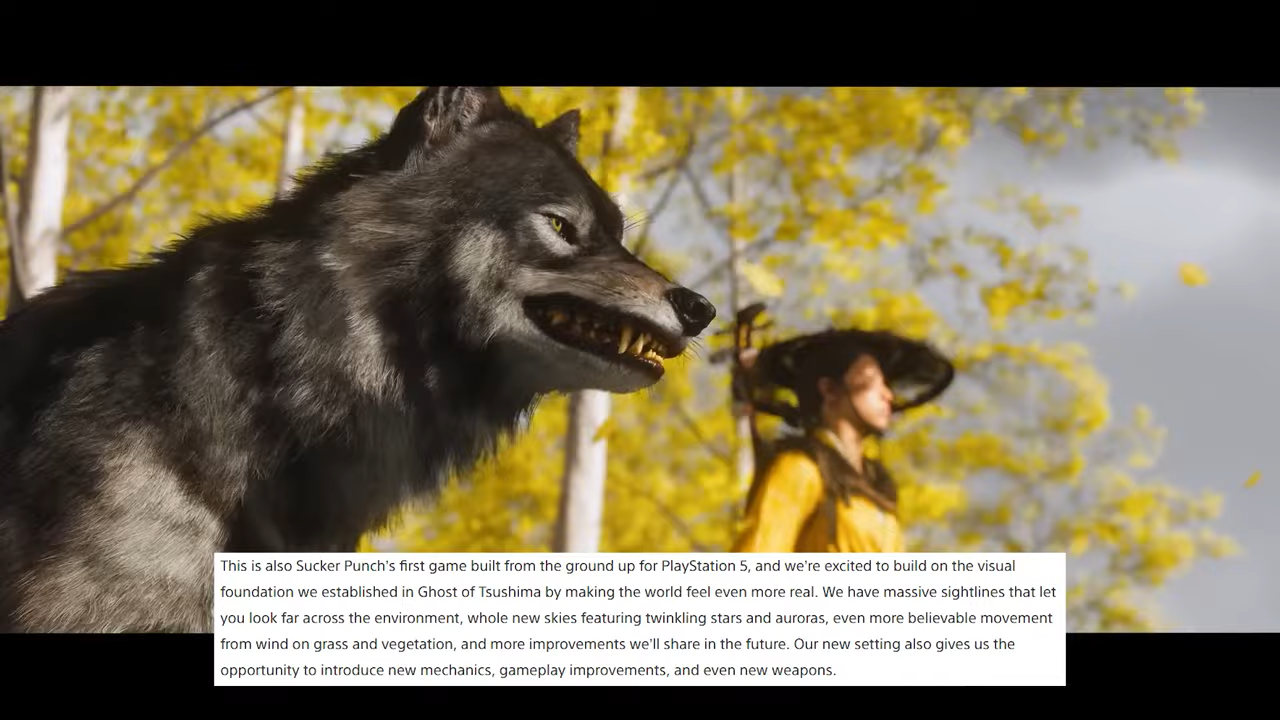 This is also Sucker Punch's first game built from the ground up for PlayStation 5, and we're excited to build on the visual
foundation we established in Ghost of Tsushima by making the world feel even more real. We have massive sightlines that let
you look far across the environment, whole new skies featuring twinkling stars and auroras, even more believable movement
from wind on grass and vegetation, and more improvements we'll share in the future. Our new setting also gives us the
opportunity to introduce new mechanics, gameplay improvements, and even new weapons.